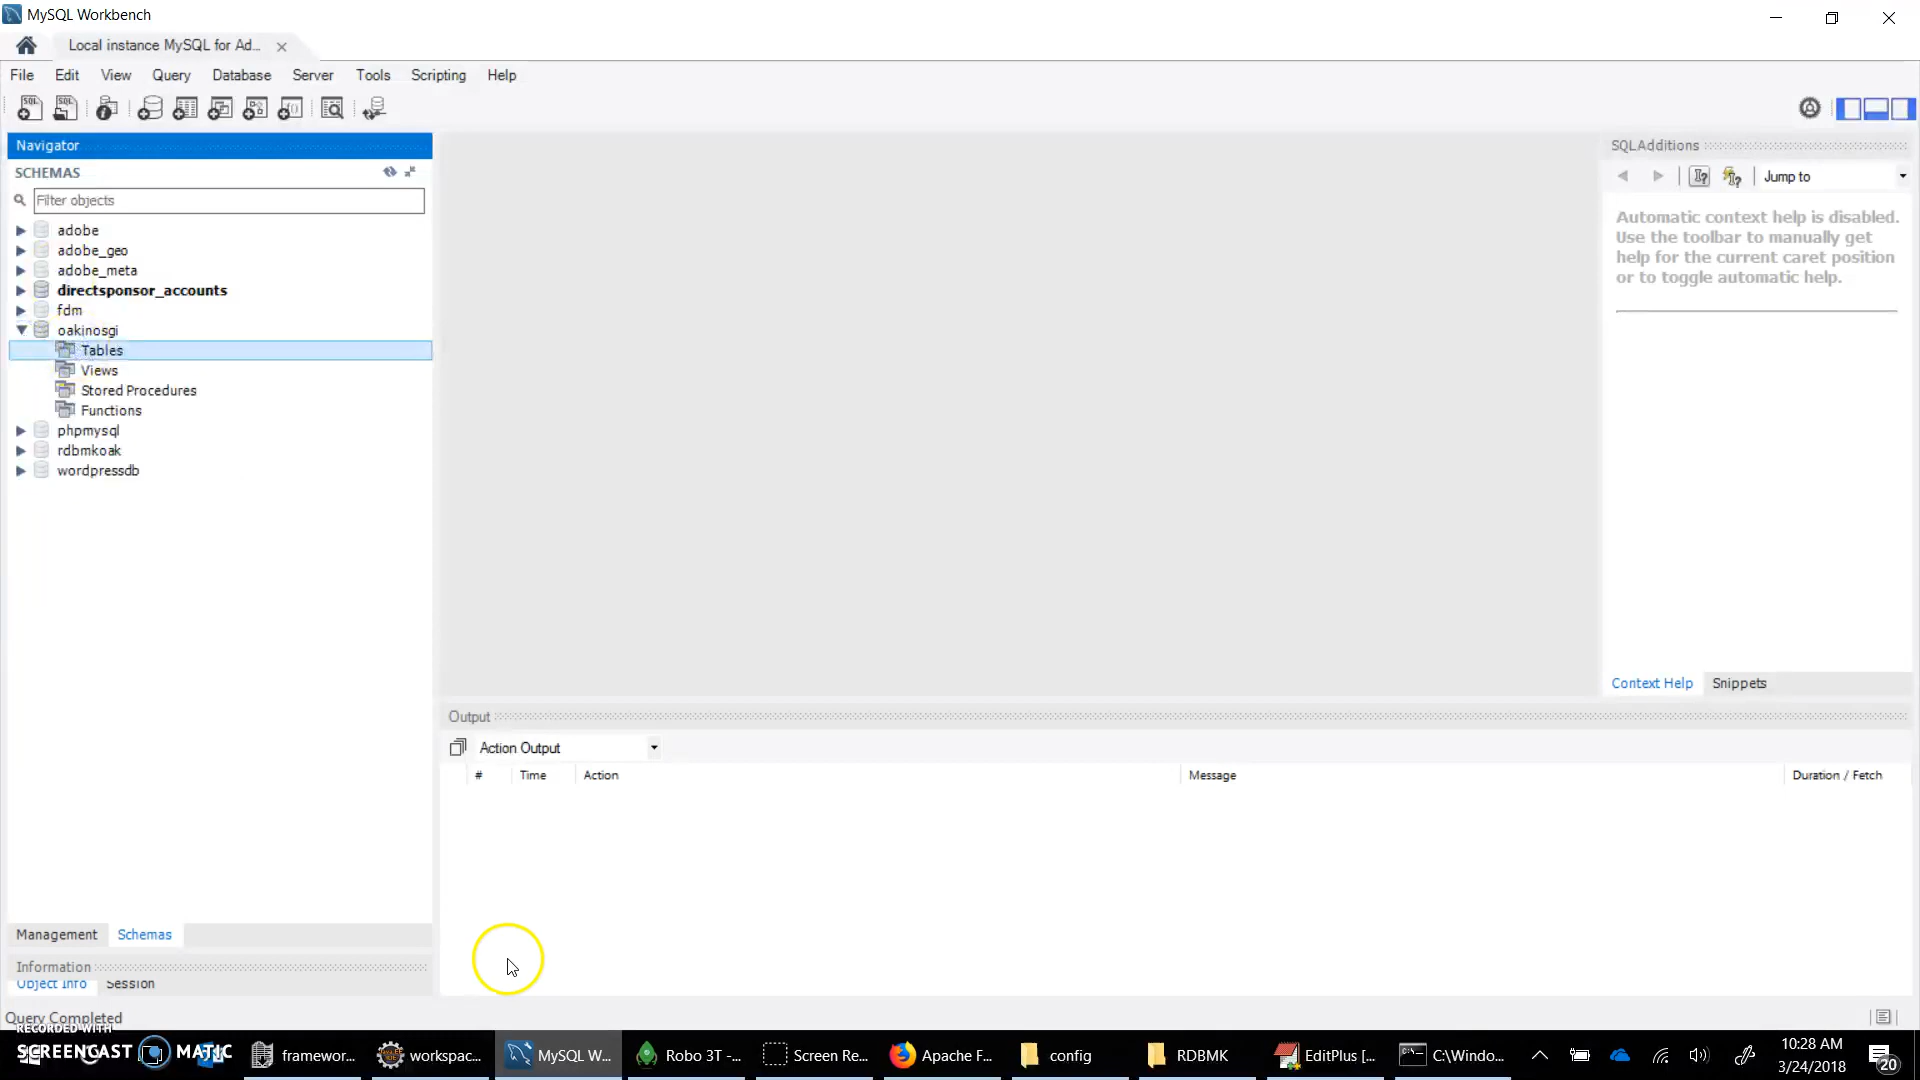 MySQL Workbench
Local instance MySQL for Ad...
File Edit View Query Database Server Tools Scripting Help
Navigator
SCHEMAS
Filter objects
adobe
adobe_geo
adobe_meta
directsponsor_accounts
fdm
oakinosgi
Tables
Views
Stored Procedures
Functions
phpmysql
rdbmkoak
wordpressdb
Management Schemas
Information
Object Info Session
Query Completed
SQLAdditions
Jump to
Automatic context help is disabled.
Use the toolbar to manually get
help for the current caret position
or to toggle automatic help.
Context Help Snippets
Output
Action Output
# Time Action Message Duration / Fetch
RECORDED WITH
SCREENCAST MATIC
framewor...
workspac...
MySQL W...
Robo 3T -...
Screen Re...
Apache F...
config
RDBMK
EditPlus [...
C:\Windo...
10:28 AM
3/24/2018
20